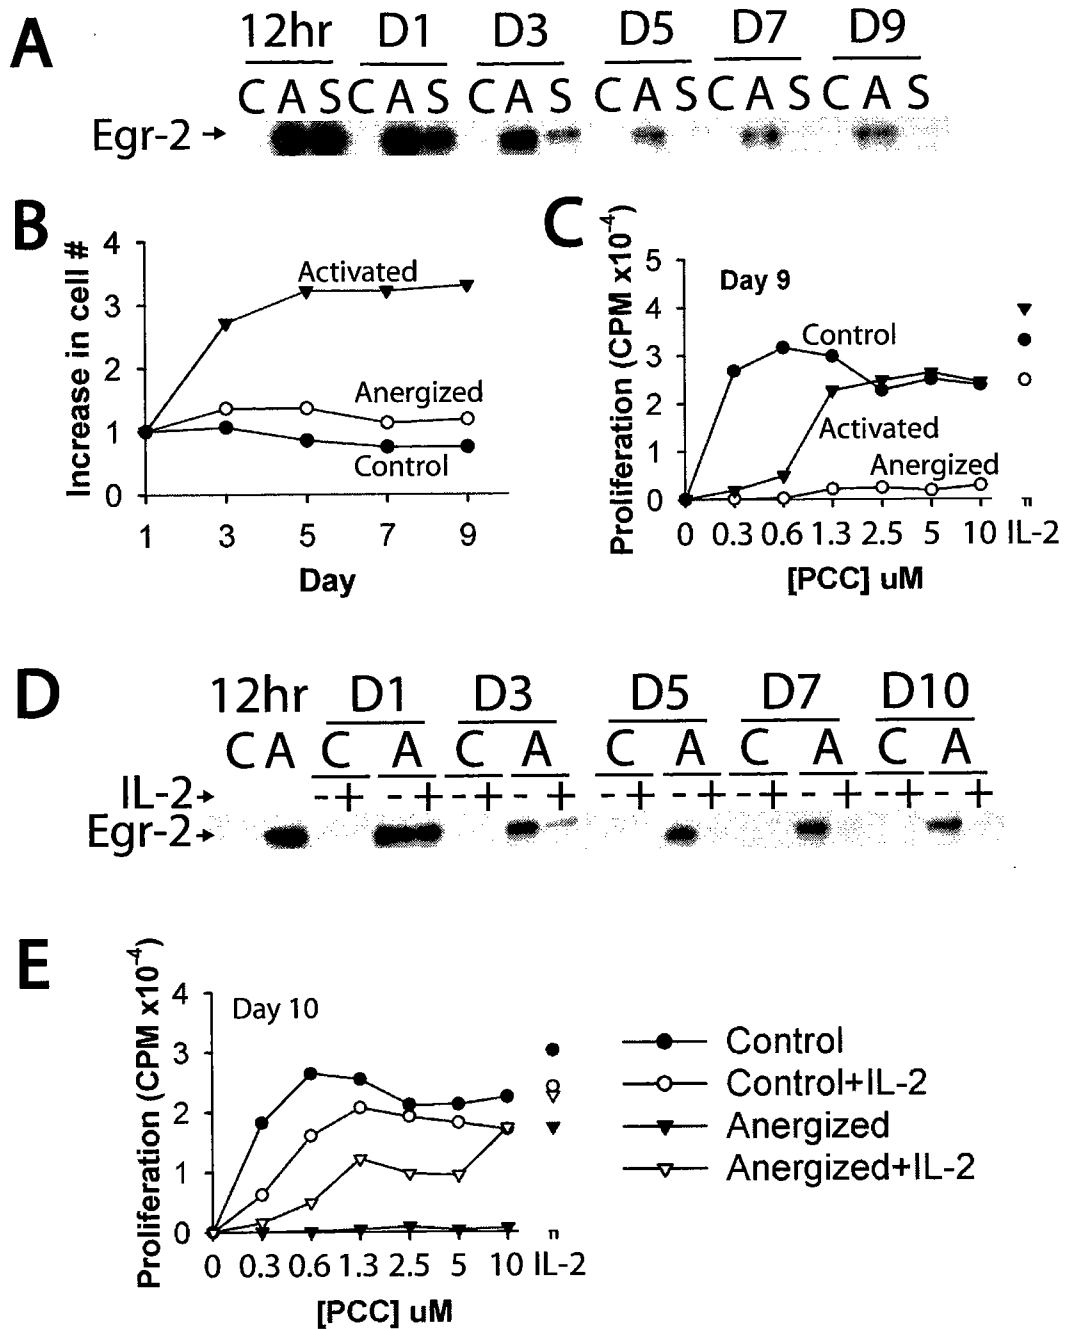 A
12hr D1 D3 D5 D7 D9
C A S C A S C A S C A S C A S C A S
Egr-2
B
Increase in cell #
4
3
2
1
0
Activated
Anergized
Control
1 3 5 7 9
Day
C
Proliferation (CPM x10⁻⁴)
5
4
3
2
1
0
Day 9
Control
Activated
Anergized
0 0.3 0.6 1.3 2.5 5 10 IL-2
[PCC] uM
D
12hr D1 D3 D5 D7 D10
C A C A C A C A C A C A
IL-2 - + - + - + - + - + - + - + - + - + - +
Egr-2
E
Proliferation (CPM x10⁻⁴)
4
3
2
1
0
Day 10
0 0.3 0.6 1.3 2.5 5 10 IL-2
[PCC] uM
Control
Control+IL-2
Anergized
Anergized+IL-2